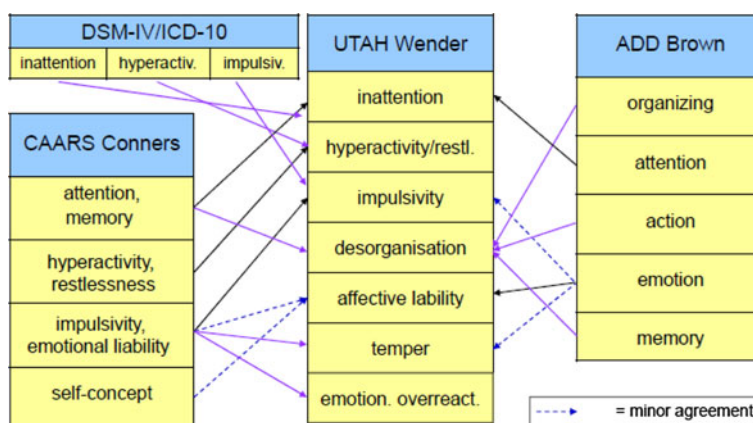 DSM-IV/ICD-10
inattention hyperactiv. impulsiv.
CAARS Conners
attention,
memory
hyperactivity,
restlessness
impulsivity,
emotional liability
self-concept
UTAH Wender
inattention
hyperactivity/restl.
impulsivity
desorganisation
affective lability
temper
emotion. overreact.
ADD Brown
organizing
attention
action
emotion
memory
= minor agreement